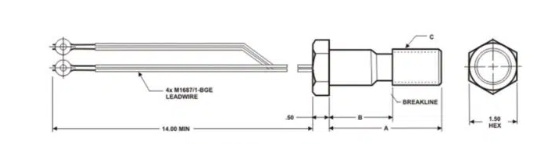 C
4x M1687/1-BGE
LEADWIRE
BREAKLINE
.50
B
14.00 MIN
A
1.50
HEX